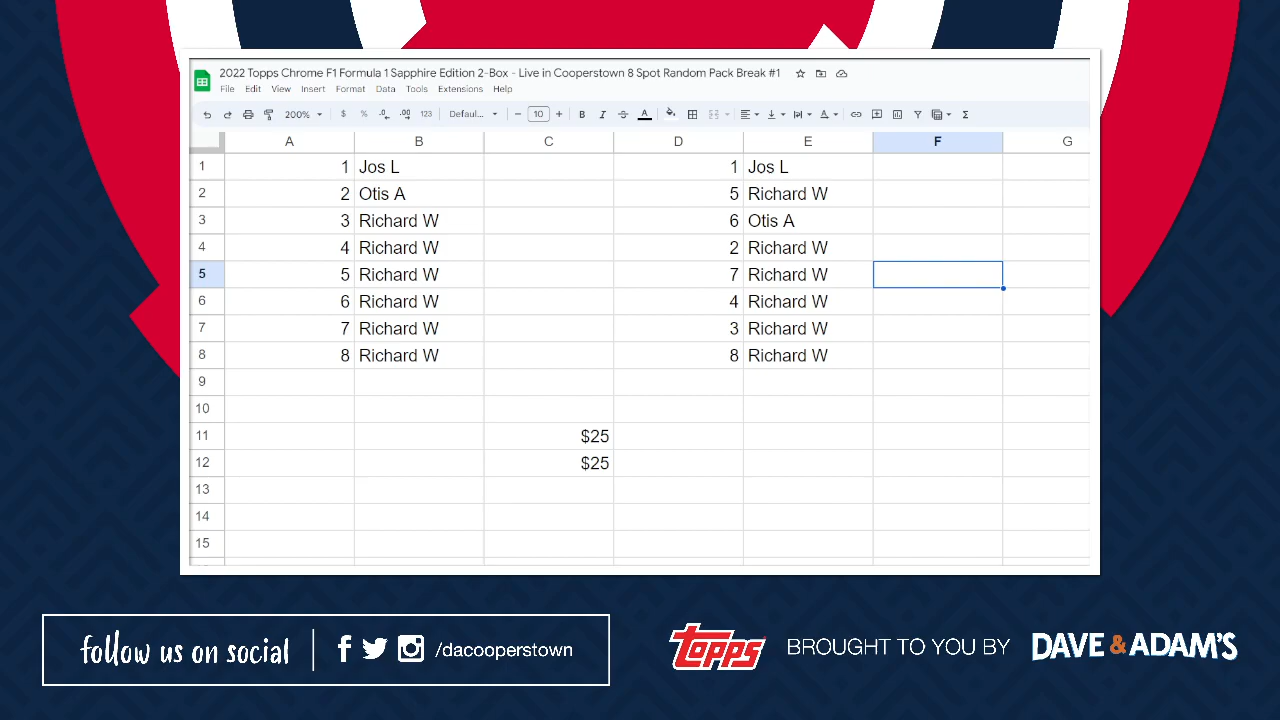 2022 Topps Chrome F1 Formula 1 Sapphire Edition 2-Box - Live in Cooperstown 8 Spot Random Pack Break #1
File Edit View Insert Format Data Tools Extensions Help
200% $ % .0 .00 123 Defaul... - 10 + B I S A Σ
A B C D E F G
1 1 Jos L 1 Jos L
2 2 Otis A 5 Richard W
3 3 Richard W 6 Otis A
4 4 Richard W 2 Richard W
5 5 Richard W 7 Richard W
6 6 Richard W 4 Richard W
7 7 Richard W 3 Richard W
8 8 Richard W 8 Richard W
9
10
11 $25
12 $25
13
14
15
follow us on social f /dacooperstown
topps BROUGHT TO YOU BY DAVE & ADAM'S